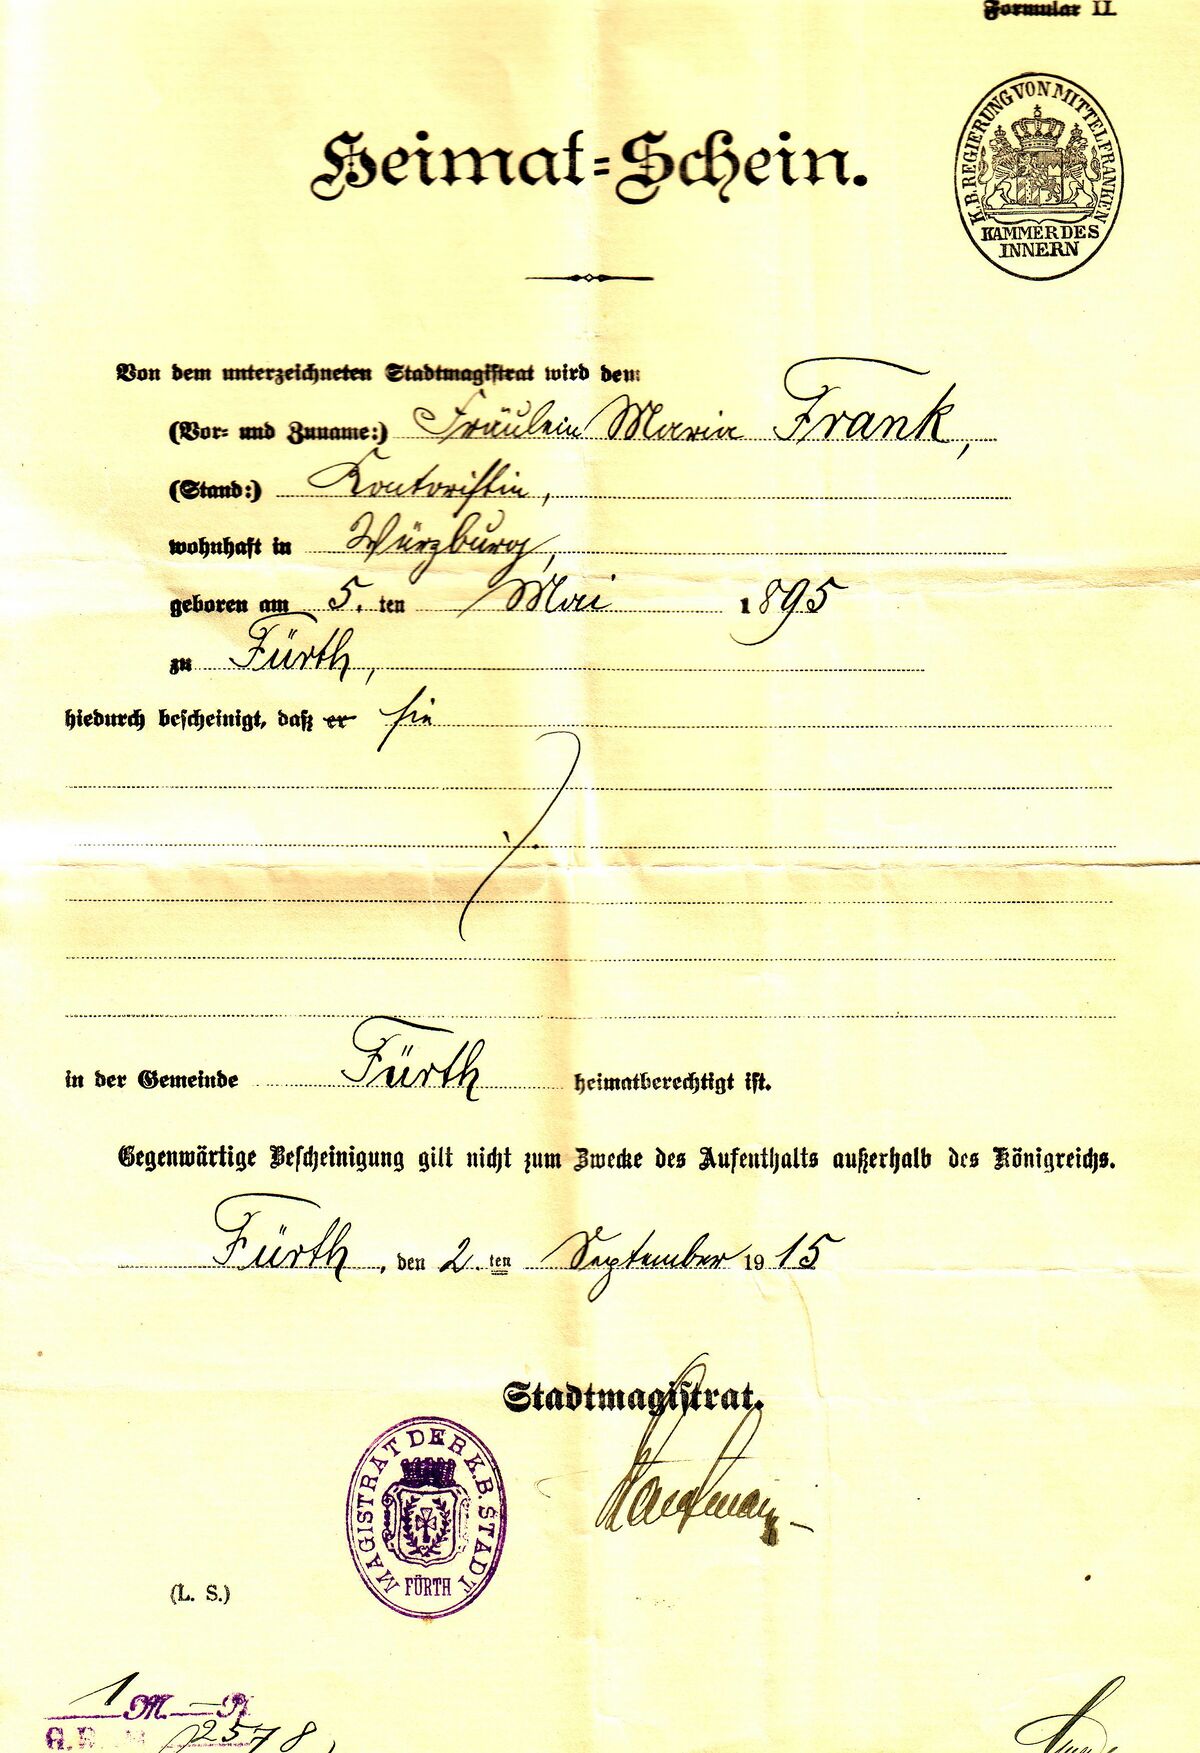 Formular II.
K. B. REGIERUNG VON MITTELFRANKEN
KAMMER DES
INNERN
Heimat=Schein.
Von dem unterzeichneten Stadtmagistrat wird dem
(Vor- und Zuname:) Fräulein Maria Frank,
(Stand:) Kontoristin,
wohnhaft in Würzburg,
geboren am 5. ten Mai 1895
zu Fürth,
hiedurch bescheinigt, daß er sie
in der Gemeinde Fürth heimatberechtigt ist.
Gegenwärtige Bescheinigung gilt nicht zum Zwecke des Aufenthalts außerhalb des Königreichs.
Fürth, den 2. ten September 1915
Stadtmagistrat.
MAGISTRAT DER K. B. STADT
FÜRTH
(L. S.)
1 M. — Pf.
2578